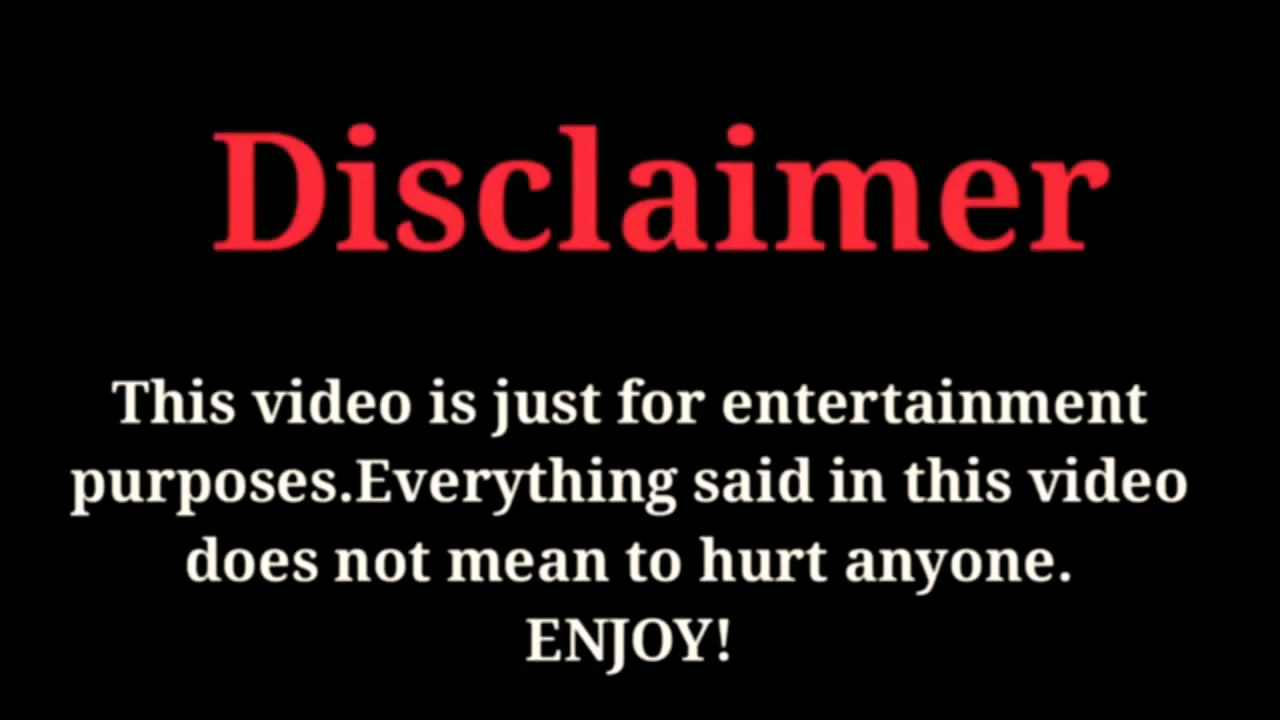 Disclaimer
This video is just for entertainment
purposes.Everything said in this video
does not mean to hurt anyone.
ENJOY!